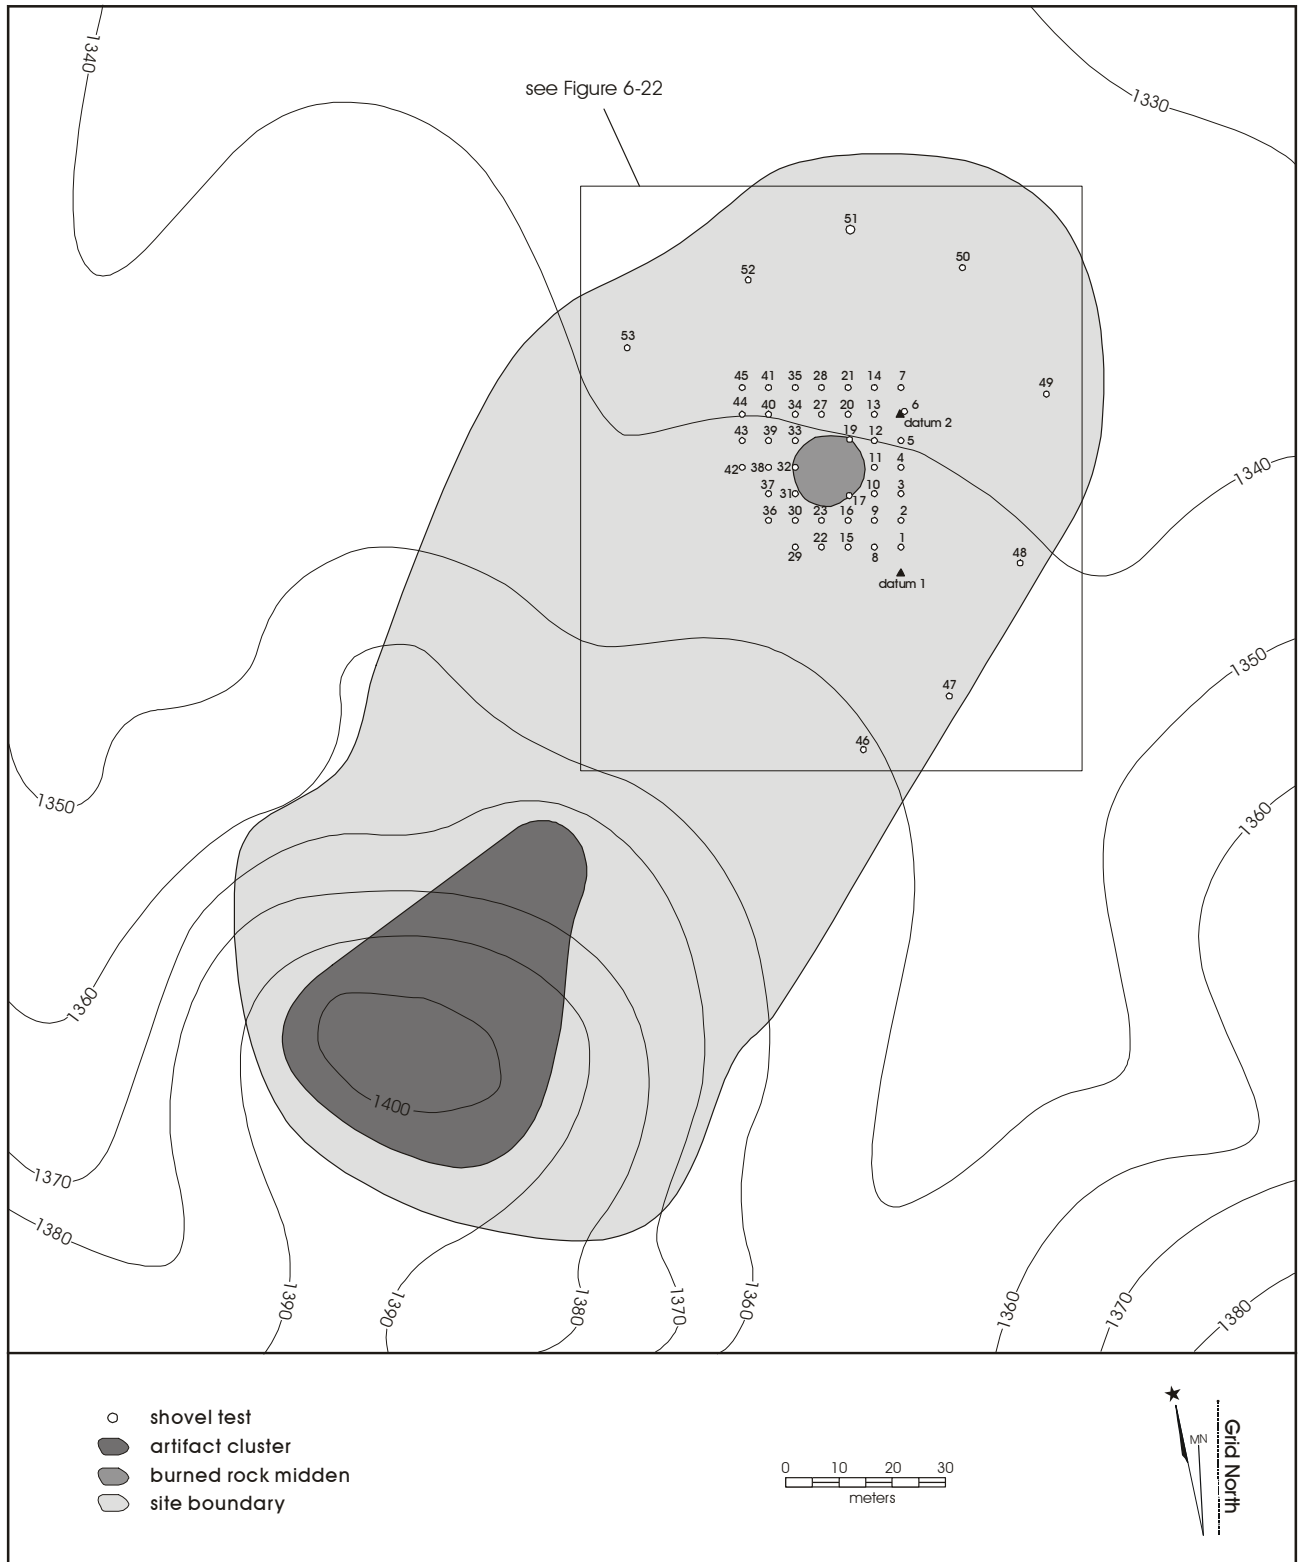 1340
1330
see Figure 6-22
51
50
52
53
49
45 41 35 28 21 14 7
44 40 34 27 20 13 6
datum 2
43 39 33 19 12 5
42 38 32 11 4
37 31 17 10 3
36 30 23 16 9 2
22 15 1
29 8
datum 1
48
1340
1350
47
46
1350
1360
1360
1400
1370
1380
1390
1390
1380
1370
1360
1360
1370
1380
shovel test
artifact cluster
burned rock midden
site boundary
0 10 20 30
meters
MN
Grid North